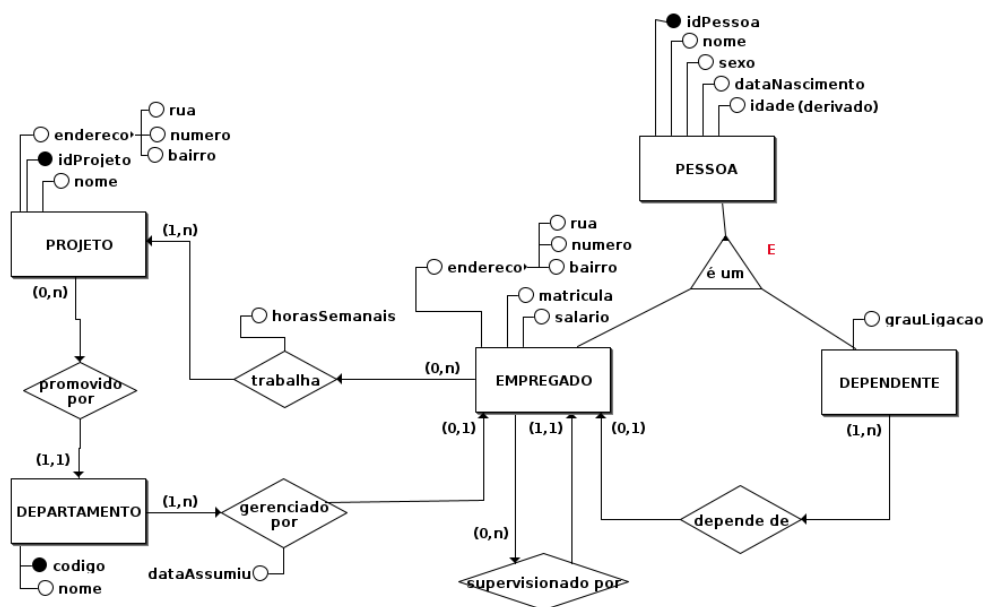 idPessoa
nome
sexo
dataNascimento
idade (derivado)
PESSOA
E
é um
rua
endereco
numero
bairro
idProjeto
nome
PROJETO
(1,n)
(0,n)
promovido por
(1,1)
rua
numero
endereco
bairro
matricula
salario
horasSemanais
trabalha
(0,n)
EMPREGADO
(0,1)
(1,1)
(0,1)
grauLigacao
DEPENDENTE
(1,n)
DEPARTAMENTO
(1,n)
gerenciado por
dataAssumiu
codigo
nome
(0,n)
supervisionado por
depende de